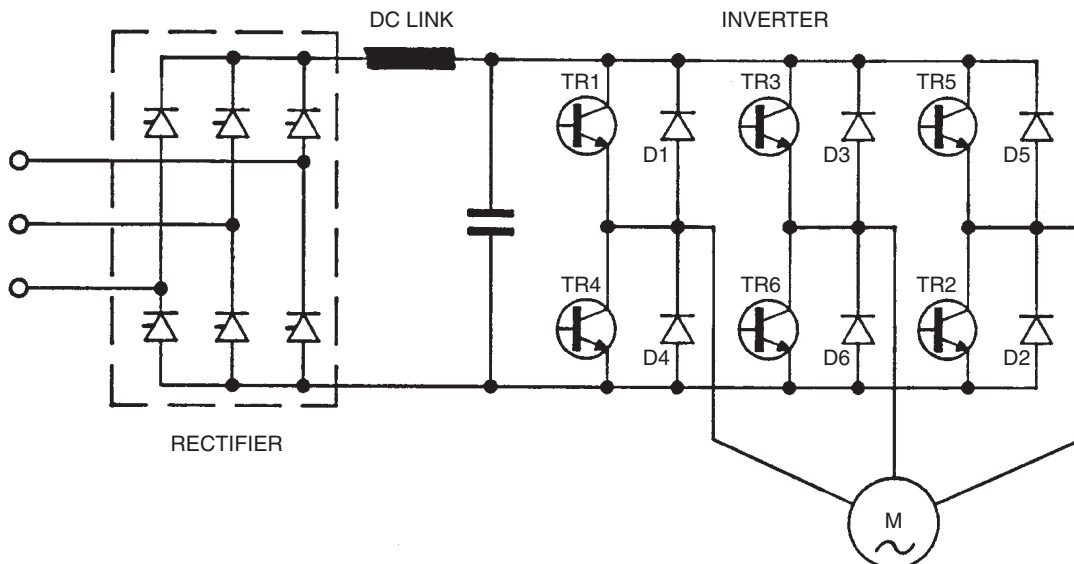 DC LINK
INVERTER
TR1
TR3
TR5
D1
D3
D5
TR4
TR6
TR2
D4
D6
D2
RECTIFIER
M